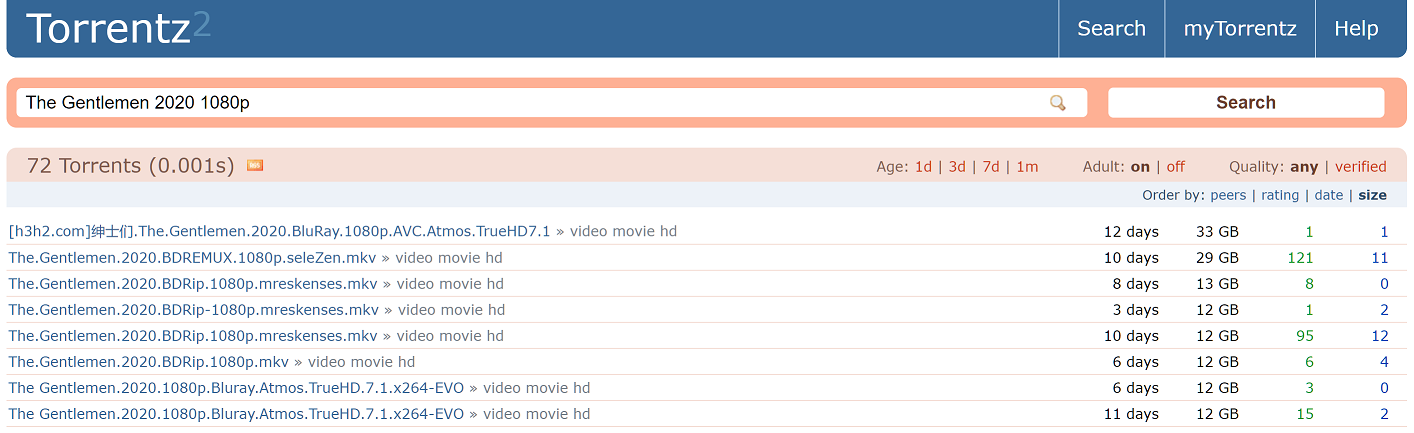 Torrentz2 Search myTorrentz Help
The Gentlemen 2020 1080p Search
72 Torrents (0.001s) Age: 1d | 3d | 7d | 1m Adult: on | off Quality: any | verified
Order by: peers | rating | date | size
[h3h2.com]绅士们.The.Gentlemen.2020.BluRay.1080p.AVC.Atmos.TrueHD7.1 » video movie hd 12 days 33 GB 1 1
The.Gentlemen.2020.BDREMUX.1080p.seleZen.mkv » video movie hd 10 days 29 GB 121 11
The.Gentlemen.2020.BDRip.1080p.mreskenses.mkv » video movie hd 8 days 13 GB 8 0
The.Gentlemen.2020.BDRip-1080p.mreskenses.mkv » video movie hd 3 days 12 GB 1 2
The.Gentlemen.2020.BDRip.1080p.mreskenses.mkv » video movie hd 10 days 12 GB 95 12
The.Gentlemen.2020.BDRip.1080p.mkv » video movie hd 6 days 12 GB 6 4
The Gentlemen.2020.1080p.Bluray.Atmos.TrueHD.7.1.x264-EVO » video movie hd 6 days 12 GB 3 0
The Gentlemen.2020.1080p.Bluray.Atmos.TrueHD.7.1.x264-EVO » video movie hd 11 days 12 GB 15 2